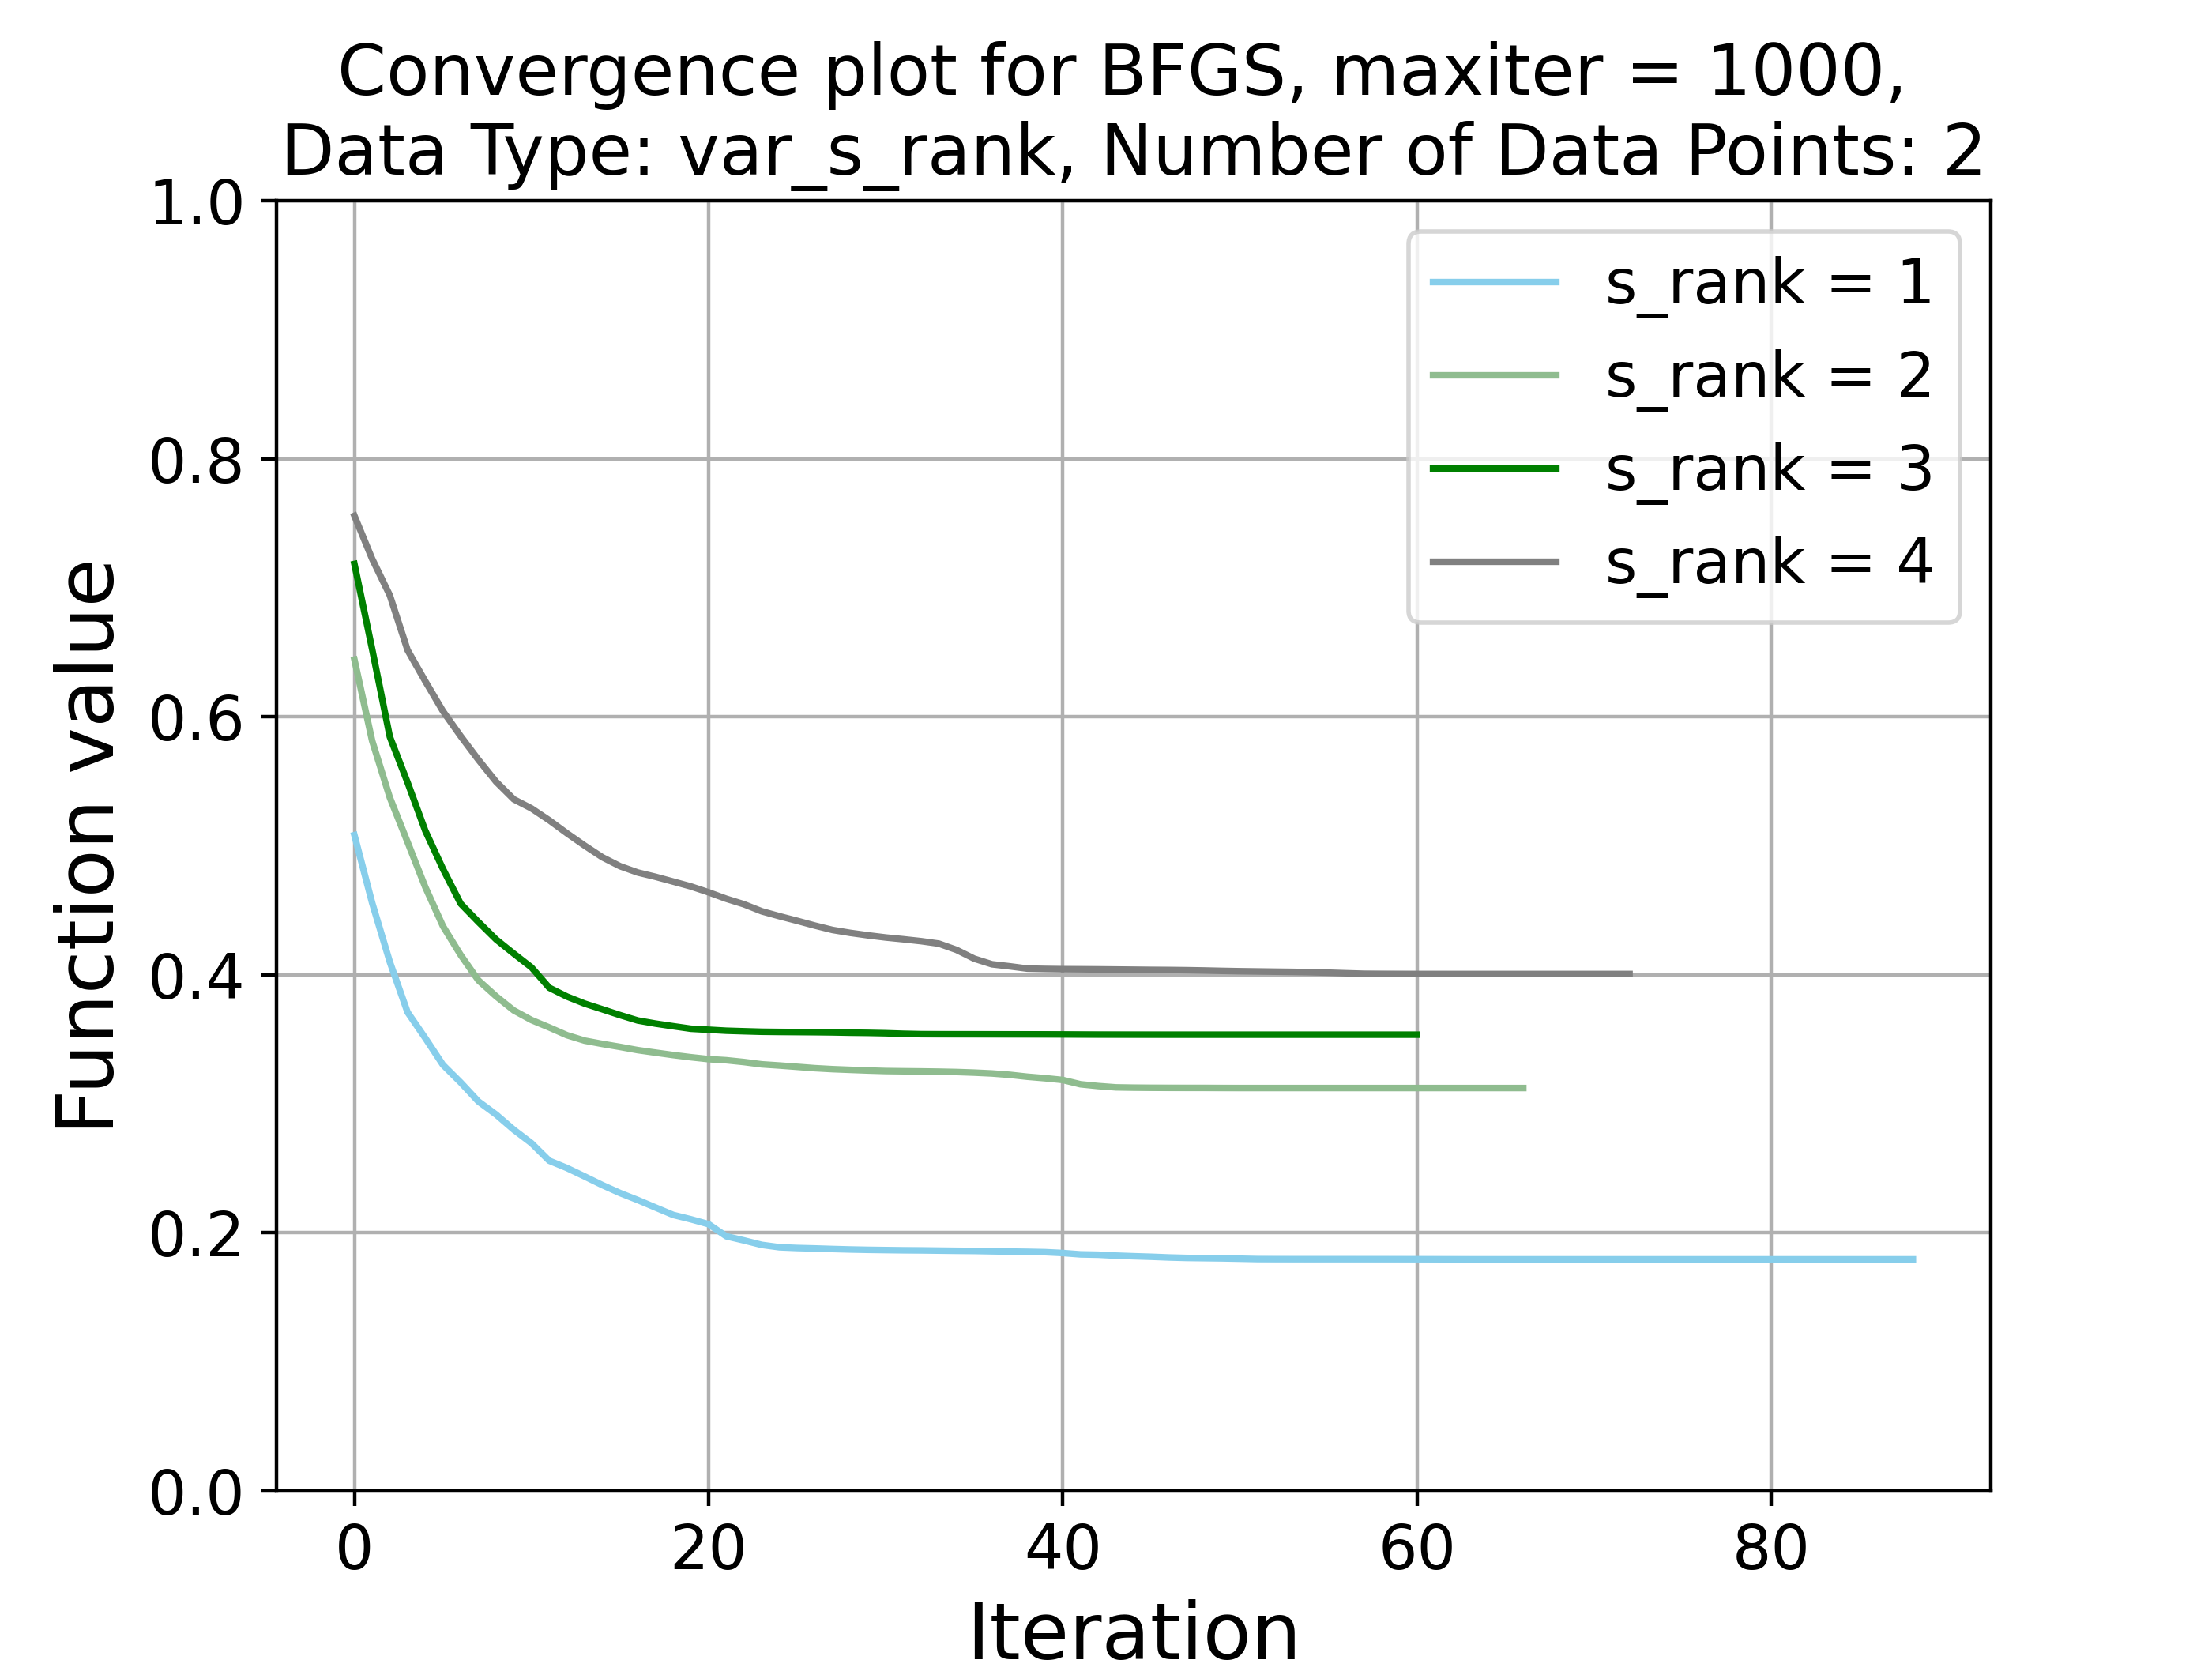 Convergence plot for BFGS, maxiter = 1000,
Data Type: var_s_rank, Number of Data Points: 2
1.0
0.8
0.6
0.4
0.2
0.0
Function value
s_rank = 1
s_rank = 2
s_rank = 3
s_rank = 4
0 20 40 60 80
Iteration